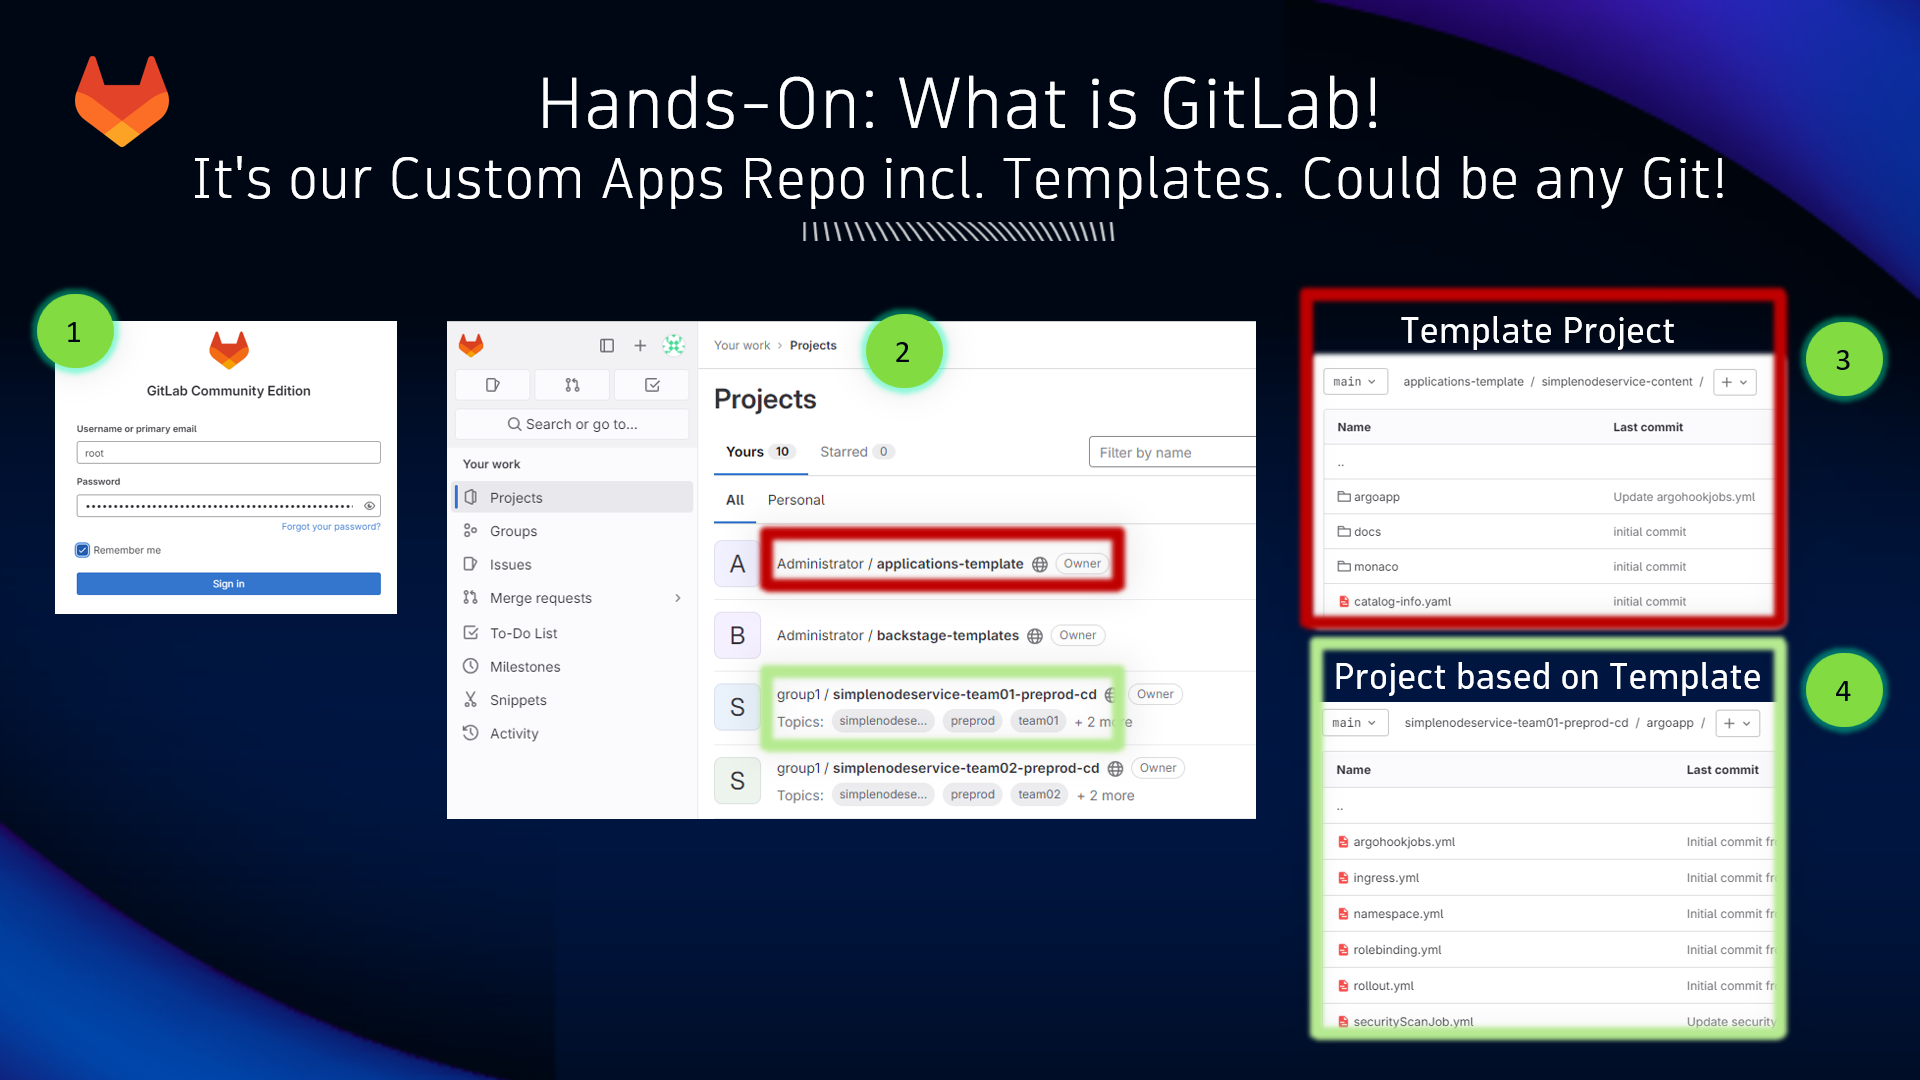 Hands-On: What is GitLab!
It's our Custom Apps Repo incl. Templates. Could be any Git!
1
GitLab Community Edition
Username or primary email
root
Password
Forgot your password?
Remember me
Sign in
2
Search or go to...
Your work
Projects
Groups
Issues
Merge requests
To-Do List
Milestones
Snippets
Activity
Your work › Projects
Projects
Yours 10 Starred 0
Filter by name
All Personal
A Administrator / applications-template Owner
B Administrator / backstage-templates Owner
S group1 / simplenodeservice-team01-preprod-cd Owner
Topics: simplenodese... preprod team01 + 2 more
S group1 / simplenodeservice-team02-preprod-cd Owner
Topics: simplenodese... preprod team02 + 2 more
3
Template Project
main applications-template / simplenodeservice-content / +
Name Last commit
..
argoapp Update argohookjobs.yml
docs initial commit
monaco initial commit
catalog-info.yaml initial commit
4
Project based on Template
main simplenodeservice-team01-preprod-cd / argoapp / +
Name Last commit
..
argohookjobs.yml Initial commit fr
ingress.yml Initial commit fr
namespace.yml Initial commit fr
rolebinding.yml Initial commit fr
rollout.yml Initial commit fr
securityScanJob.yml Update security